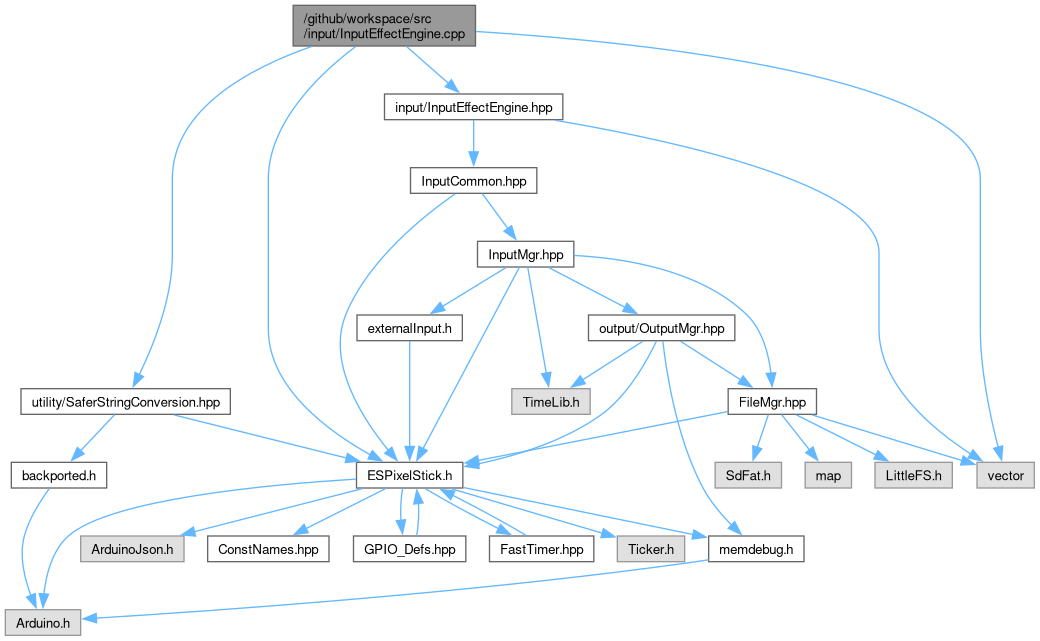 /github/workspace/src
/input/InputEffectEngine.cpp
input/InputEffectEngine.hpp
InputCommon.hpp
InputMgr.hpp
externalInput.h
output/OutputMgr.hpp
utility/SaferStringConversion.hpp
TimeLib.h
FileMgr.hpp
backported.h
ESPixelStick.h
SdFat.h
map
LittleFS.h
vector
ArduinoJson.h
ConstNames.hpp
GPIO_Defs.hpp
FastTimer.hpp
Ticker.h
memdebug.h
Arduino.h